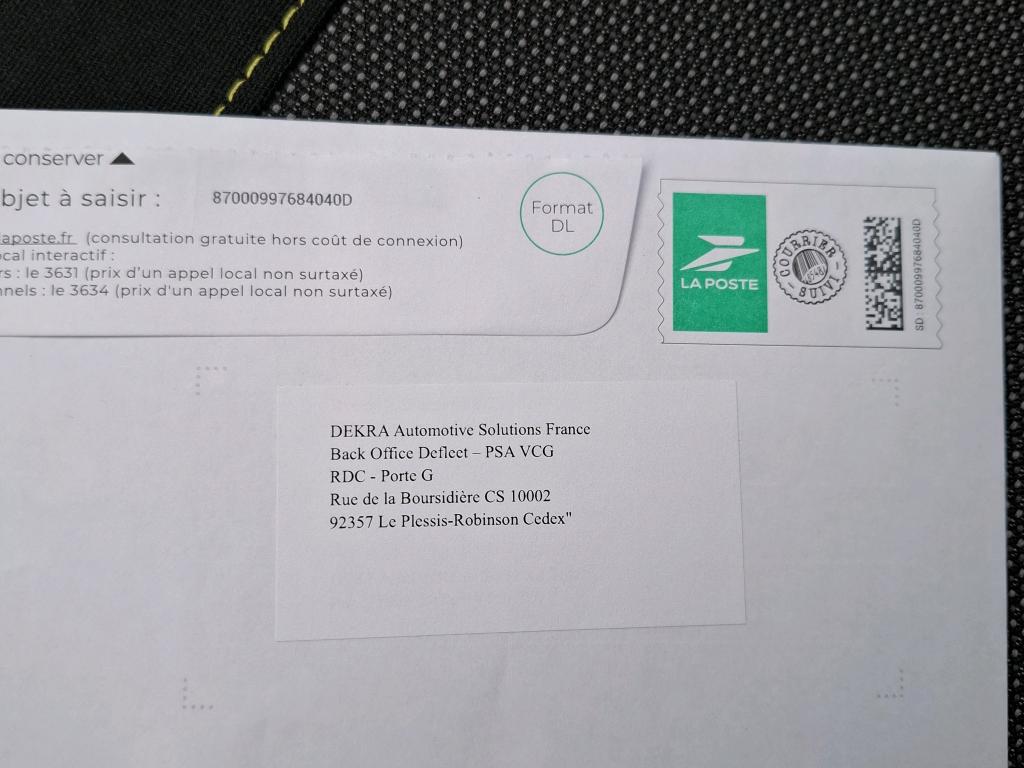 conserver ▲
bjet à saisir : 87000997684040D
laposte.fr (consultation gratuite hors coût de connexion)
ocal interactif :
rs : le 3631 (prix d'un appel local non surtaxé)
nnels : le 3634 (prix d'un appel local non surtaxé)
Format
DL
LA POSTE
COURRIER
SUIVI
SD : 87000997684040D
DEKRA Automotive Solutions France
Back Office Defleet – PSA VCG
RDC - Porte G
Rue de la Boursidière CS 10002
92357 Le Plessis-Robinson Cedex"